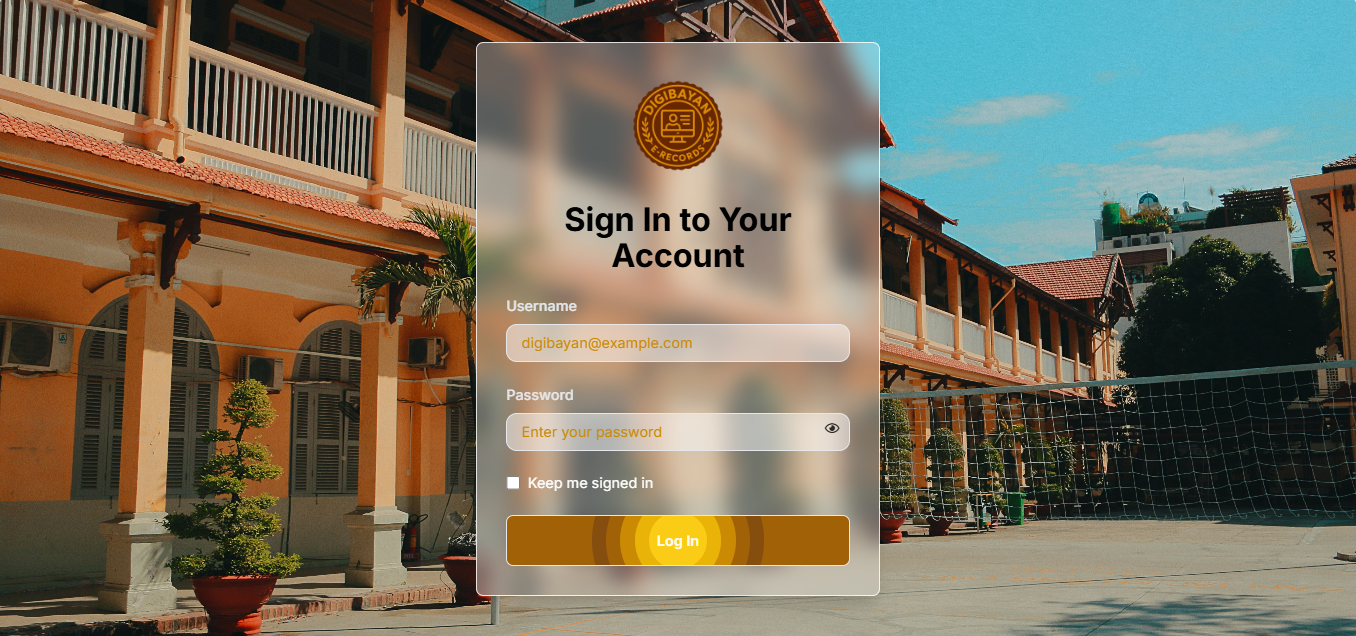 DIGIBAYAN
E-RECORDS
Sign In to Your
Account
Username
digibayan@example.com
Password
Enter your password
Keep me signed in
Log In